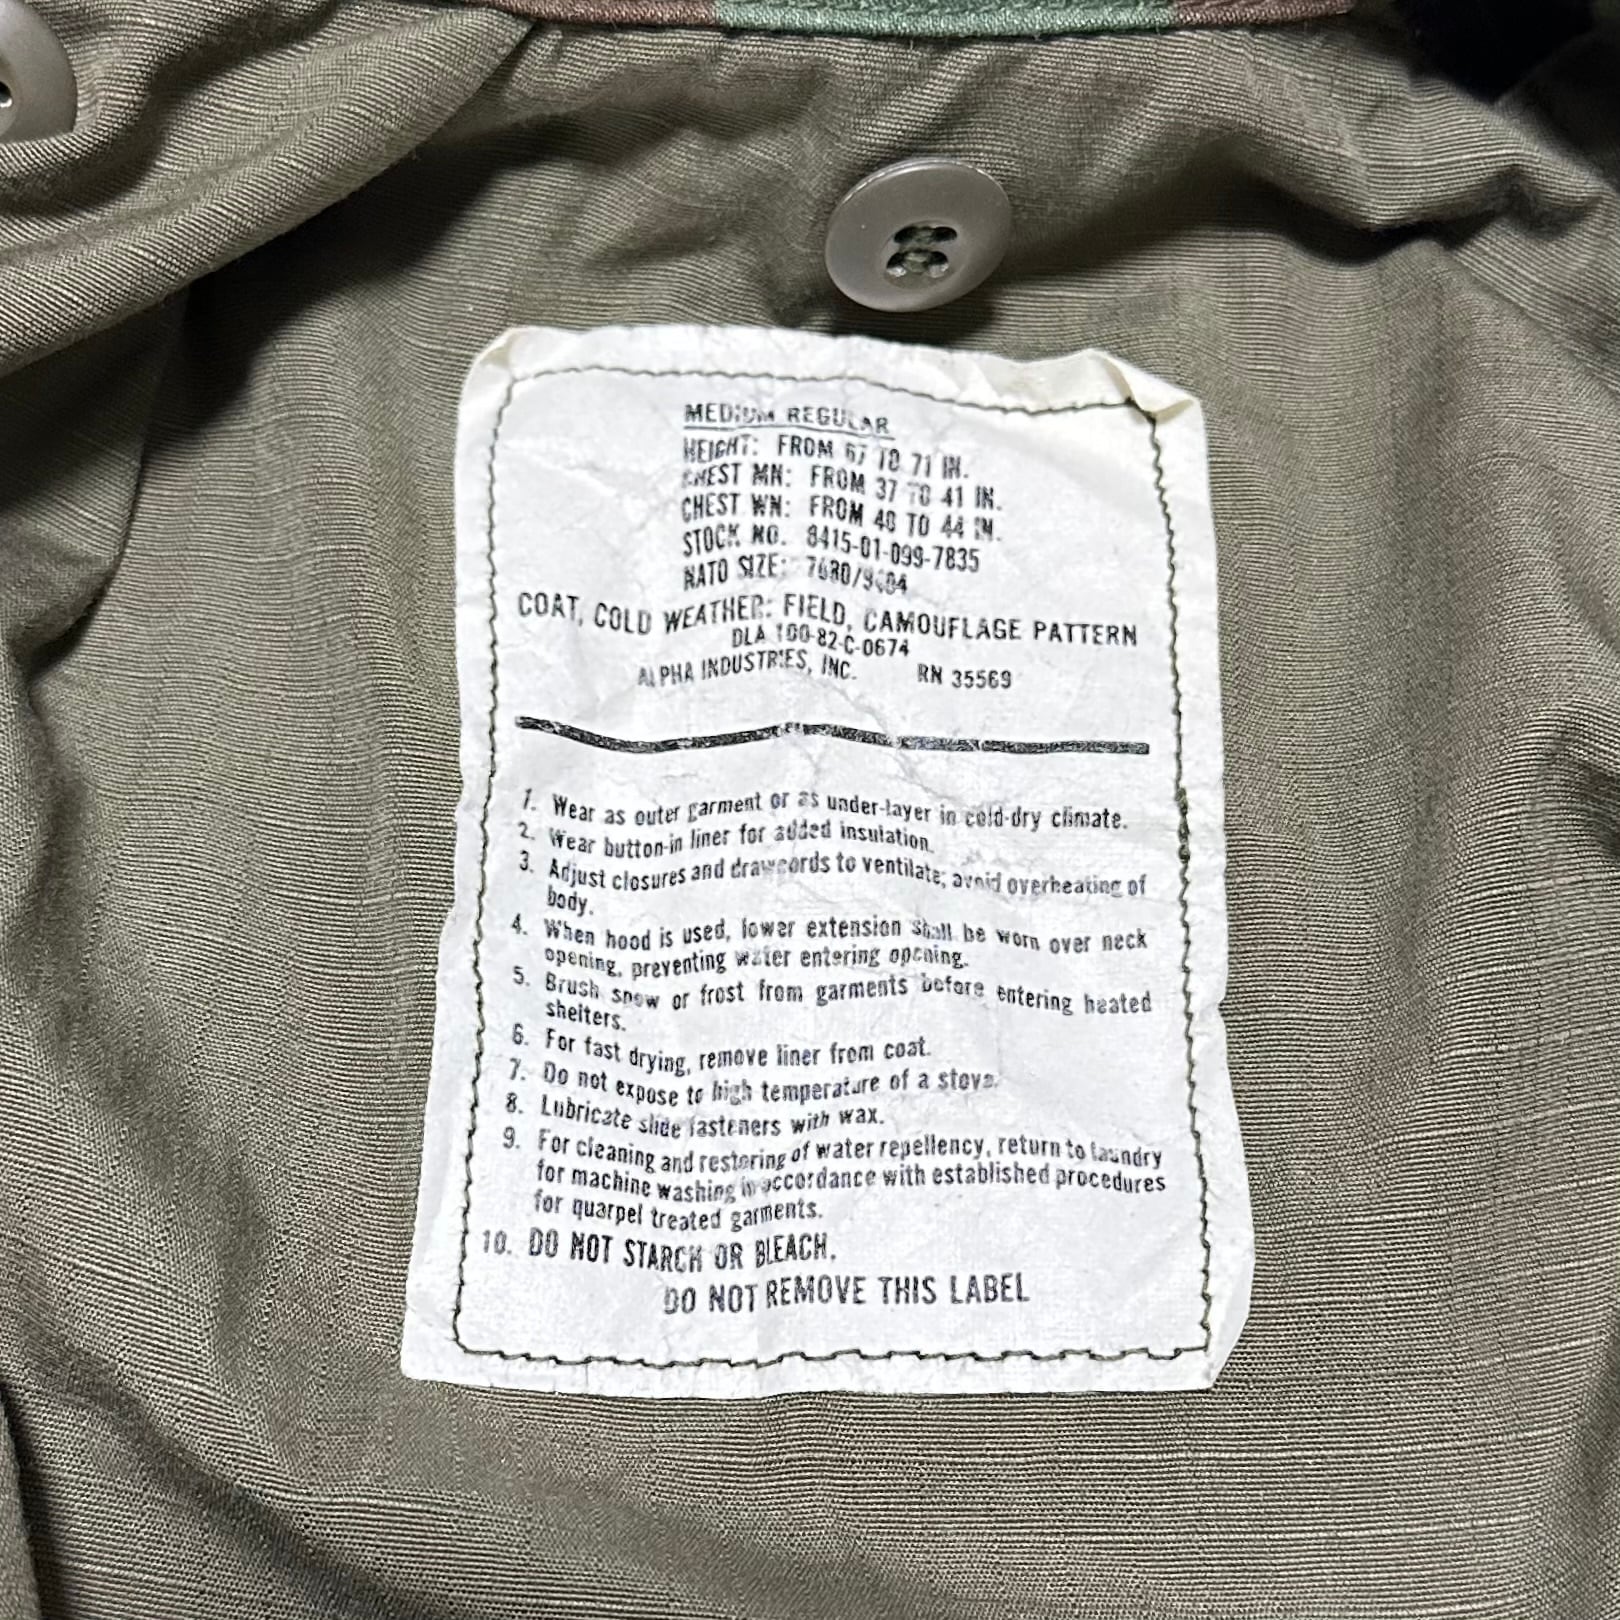 MEDIUM REGULAR
HEIGHT: FROM 67 TO 71 IN.
CHEST MN: FROM 37 TO 41 IN.
CHEST WN: FROM 40 TO 44 IN.
STOCK NO. 8415-01-099-7835
NATO SIZE:
COAT, COLD WEATHER: FIELD, CAMOUFLAGE PATTERN
DLA 100-82-C-0674
ALPHA INDUSTRIES, INC. RN 35569
1. Wear as outer garment or as under-layer in cold-dry climate.
2. Wear button-in liner for added insulation.
3. Adjust closures and drawcords to ventilate; avoid overheating of
body.
4. When hood is used, lower extension shall be worn over neck
opening, preventing water entering opening.
5. Brush snow or frost from garments before entering heated
shelters.
6. For fast drying, remove liner from coat.
7. Do not expose to high temperature of a stove.
8. Lubricate slide fasteners with wax.
9. For cleaning and restoring of water repellency, return to laundry
for machine washing in accordance with established procedures
for quarpel treated garments.
10. DO NOT STARCH OR BLEACH.
DO NOT REMOVE THIS LABEL